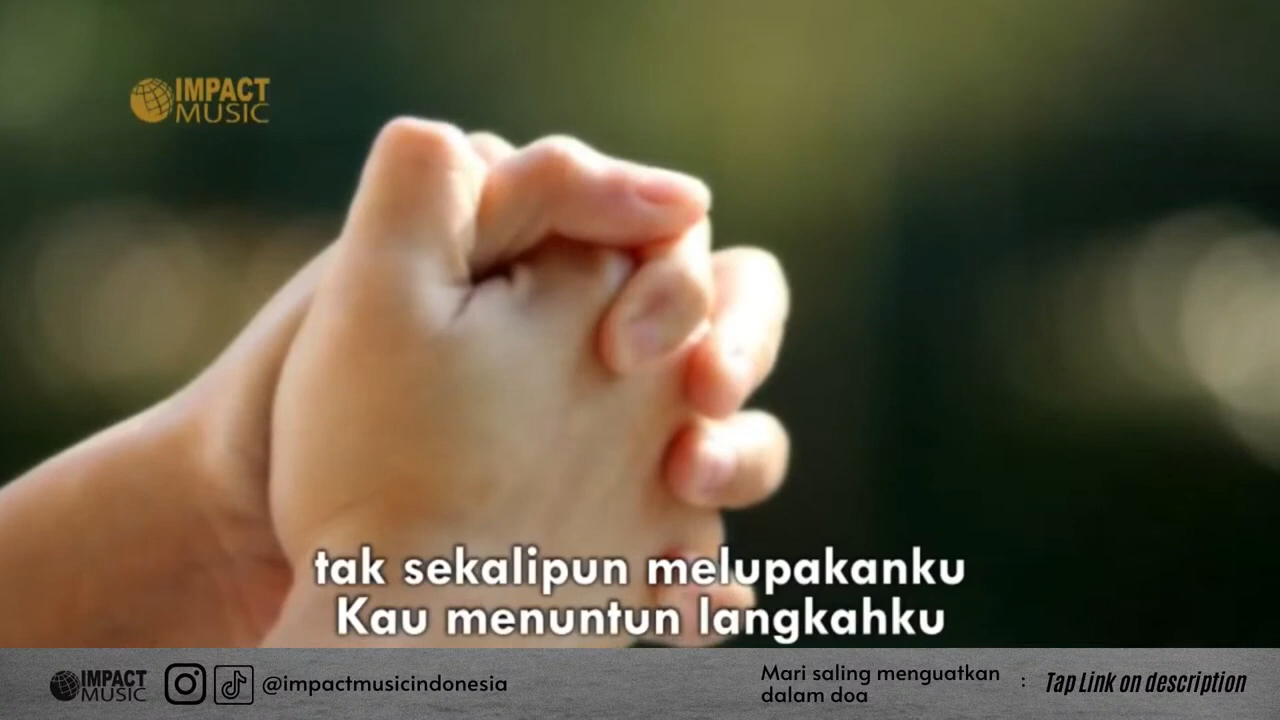 IMPACT
MUSIC
tak sekalipun melupakanku
Kau menuntun langkahku
IMPACT
MUSIC
@impactmusicindonesia
Mari saling menguatkan
dalam doa
:
Tap Link on description